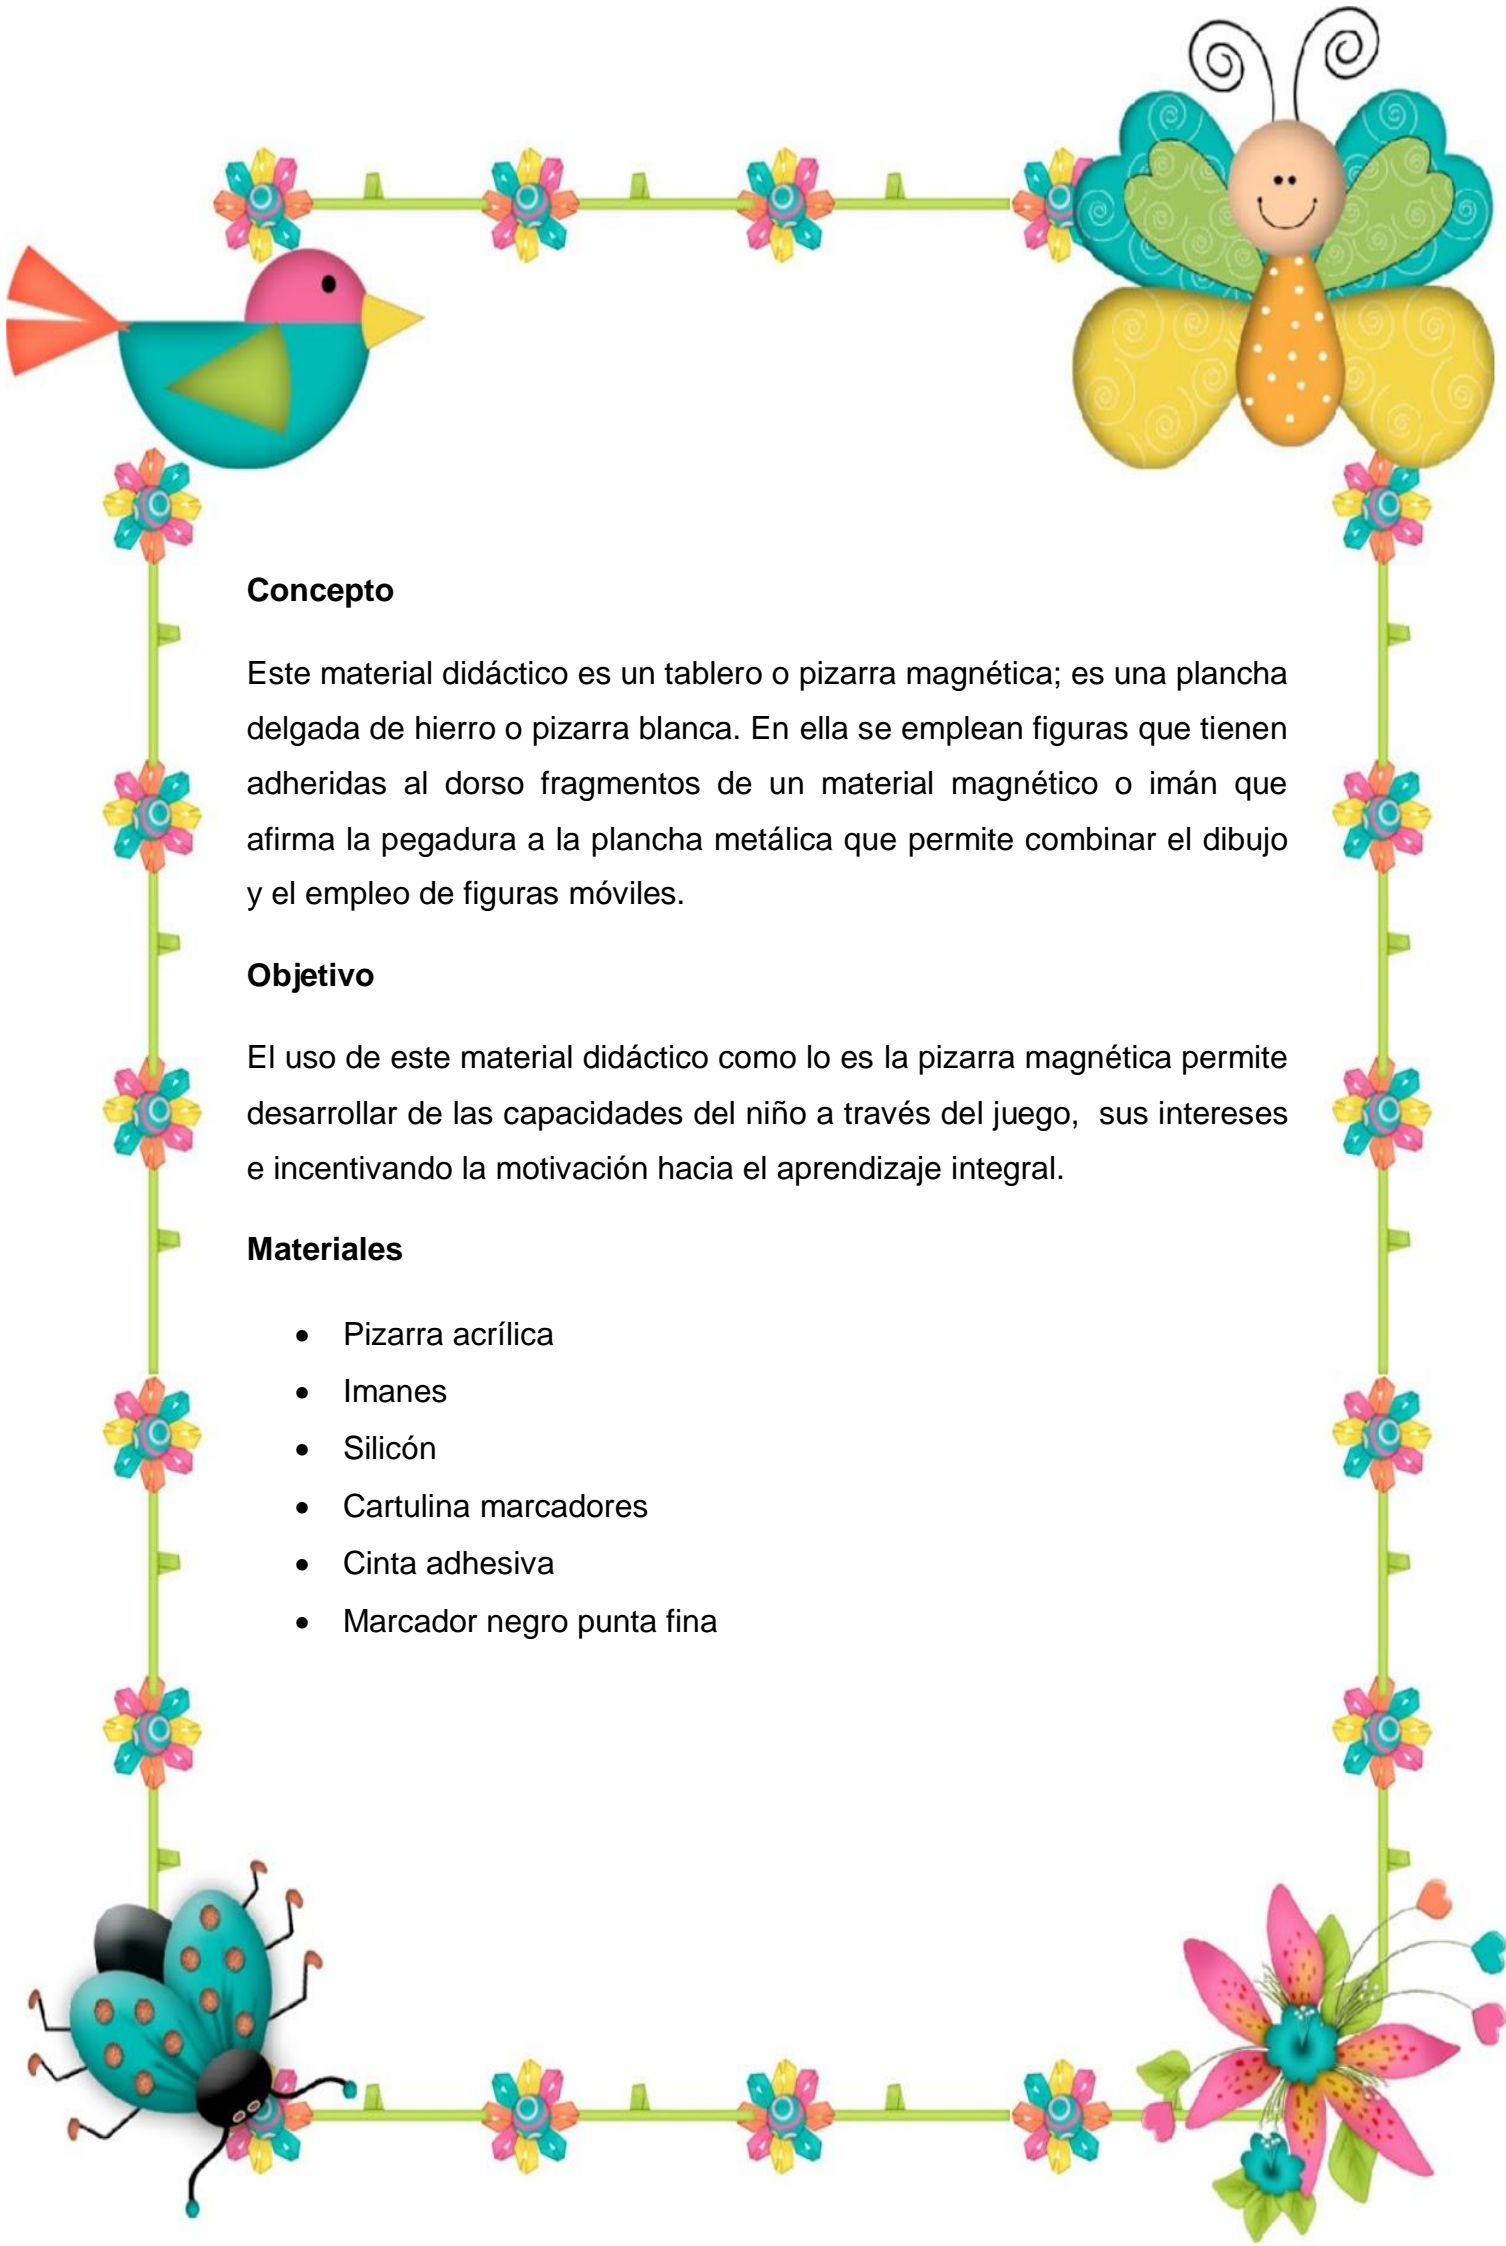 Concepto
Este material didáctico es un tablero o pizarra magnética; es una plancha
delgada de hierro o pizarra blanca. En ella se emplean figuras que tienen
adheridas al dorso fragmentos de un material magnético o imán que
afirma la pegadura a la plancha metálica que permite combinar el dibujo
y el empleo de figuras móviles.
Objetivo
El uso de este material didáctico como lo es la pizarra magnética permite
desarrollar de las capacidades del niño a través del juego,  sus intereses
e incentivando la motivación hacia el aprendizaje integral.
Materiales
• Pizarra acrílica
• Imanes
• Silicón
• Cartulina marcadores
• Cinta adhesiva
• Marcador negro punta fina